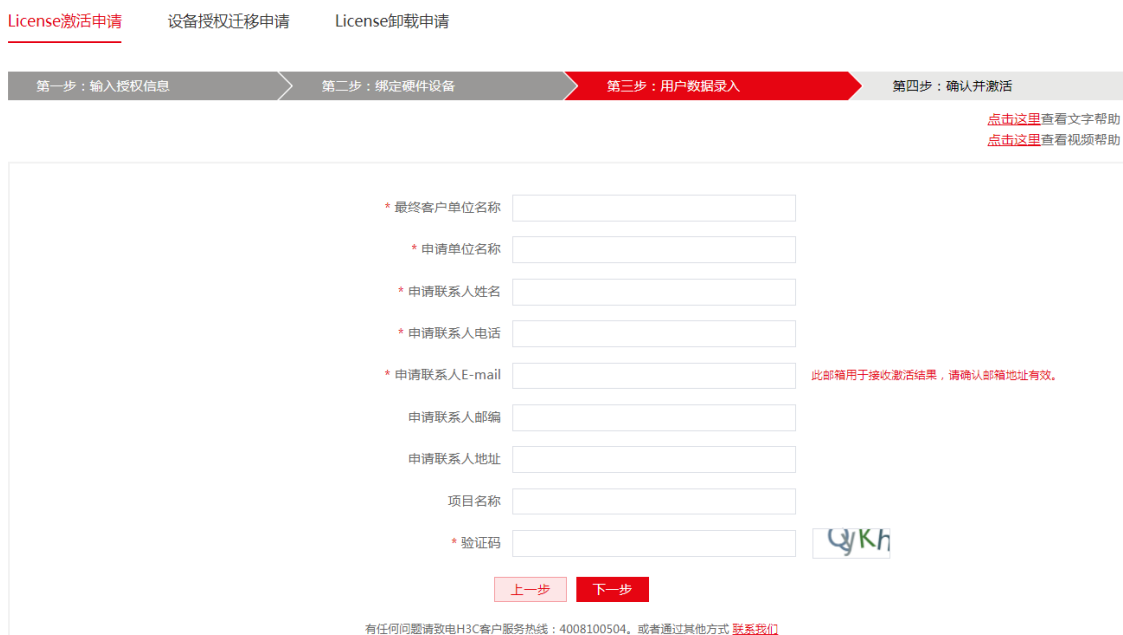 License激活申请 设备授权迁移申请 License卸载申请
第一步：输入授权信息 第二步：绑定硬件设备 第三步：用户数据录入 第四步：确认并激活
点击这里查看文字帮助
点击这里查看视频帮助
* 最终客户单位名称
* 申请单位名称
* 申请联系人姓名
* 申请联系人电话
* 申请联系人E-mail 此邮箱用于接收激活结果，请确认邮箱地址有效。
申请联系人邮编
申请联系人地址
项目名称
* 验证码 QyKh
上一步 下一步
有任何问题请致电H3C客户服务热线：4008100504。或者通过其他方式 联系我们